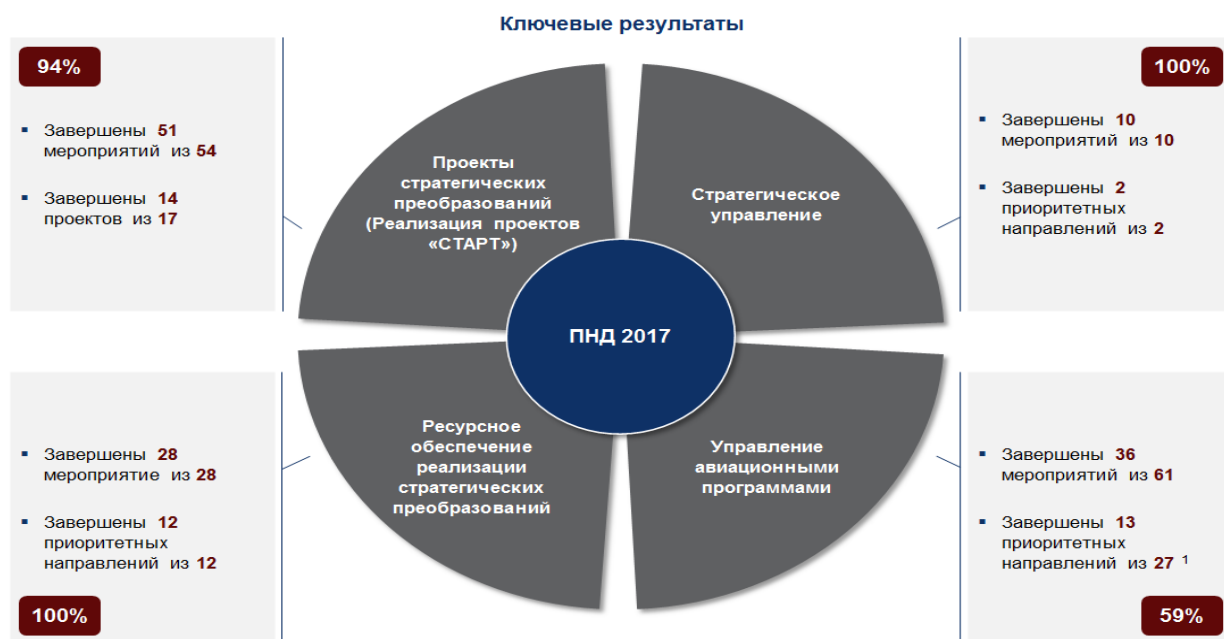 Ключевые результаты
94%
▪ Завершены 51
мероприятий из 54
▪ Завершены 14
проектов из 17
Проекты
стратегических
преобразований
(Реализация проектов
«СТАРТ»)
Стратегическое
управление
100%
▪ Завершены 10
мероприятий из 10
▪ Завершены 2
приоритетных
направлений из 2
ПНД 2017
▪ Завершены 28
мероприятие из 28
▪ Завершены 12
приоритетных
направлений из 12
100%
Ресурсное
обеспечение
реализации
стратегических
преобразований
Управление
авиационными
программами
▪ Завершены 36
мероприятий из 61
▪ Завершены 13
приоритетных
направлений из 27 ¹
59%